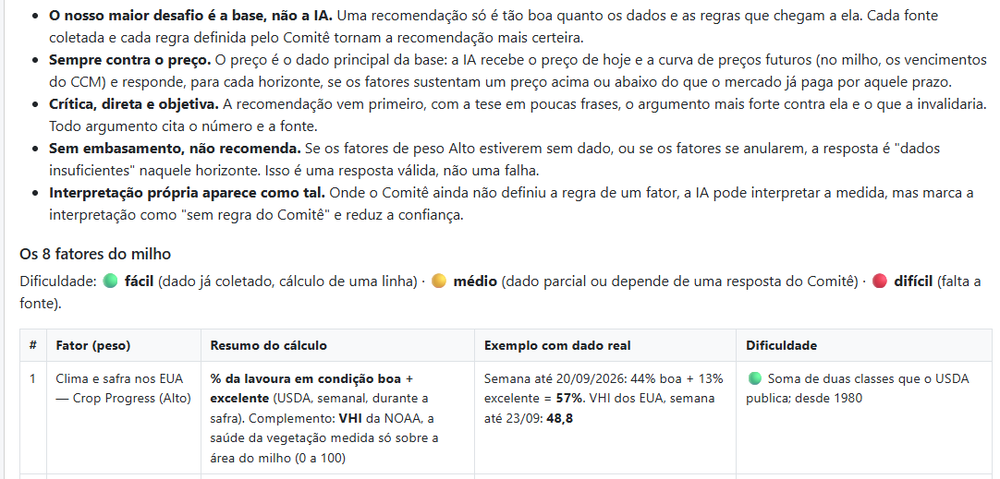 O nosso maior desafio é a base, não a IA. Uma recomendação só é tão boa quanto os dados e as regras que chegam a ela. Cada fonte
coletada e cada regra definida pelo Comitê tornam a recomendação mais certeira.
Sempre contra o preço. O preço é o dado principal da base: a IA recebe o preço de hoje e a curva de preços futuros (no milho, os vencimentos
do CCM) e responde, para cada horizonte, se os fatores sustentam um preço acima ou abaixo do que o mercado já paga por aquele prazo.
Crítica, direta e objetiva. A recomendação vem primeiro, com a tese em poucas frases, o argumento mais forte contra ela e o que a invalidaria.
Todo argumento cita o número e a fonte.
Sem embasamento, não recomenda. Se os fatores de peso Alto estiverem sem dado, ou se os fatores se anularem, a resposta é "dados
insuficientes" naquele horizonte. Isso é uma resposta válida, não uma falha.
Interpretação própria aparece como tal. Onde o Comitê ainda não definiu a regra de um fator, a IA pode interpretar a medida, mas marca a
interpretação como "sem regra do Comitê" e reduz a confiança.
Os 8 fatores do milho
Dificuldade: fácil (dado já coletado, cálculo de uma linha) · médio (dado parcial ou depende de uma resposta do Comitê) · difícil (falta a
fonte).
# Fator (peso) Resumo do cálculo Exemplo com dado real Dificuldade
1
Clima e safra nos EUA
— Crop Progress (Alto)
% da lavoura em condição boa +
excelente (USDA, semanal, durante a
safra). Complemento: VHI da NOAA, a
saúde da vegetação medida só sobre a
área do milho (0 a 100)
Semana até 20/09/2026: 44% boa + 13%
excelente = 57%. VHI dos EUA, semana
até 23/09: 48,8
Soma de duas classes que o USDA
publica; desde 1980